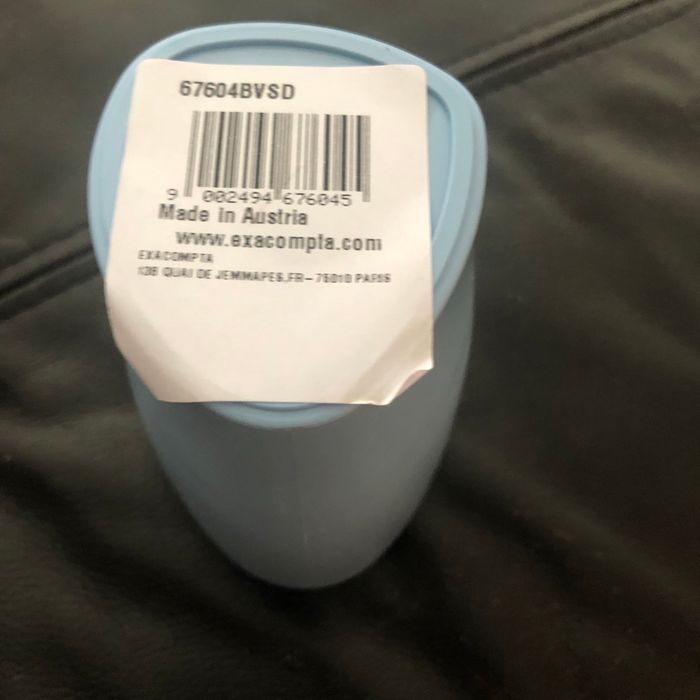 67604BVSD
9 002494 676045
Made in Austria
www.exacompta.com
EXACOMPTA
138 QUAI DE JEMMAPES,FR-75010 PARIS